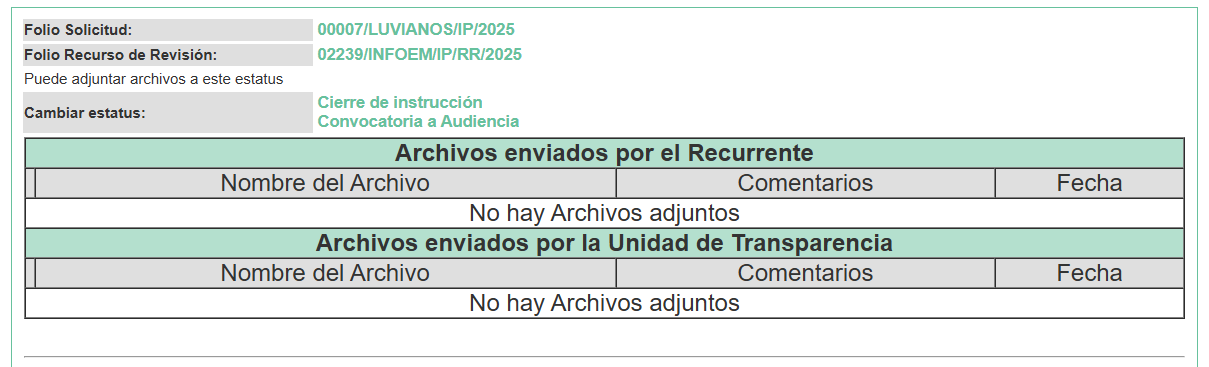 Folio Solicitud: 00007/LUVIANOS/IP/2025
Folio Recurso de Revisión: 02239/INFOEM/IP/RR/2025
Puede adjuntar archivos a este estatus
Cambiar estatus: Cierre de instrucción
Convocatoria a Audiencia
Archivos enviados por el Recurrente
Nombre del Archivo Comentarios Fecha
No hay Archivos adjuntos
Archivos enviados por la Unidad de Transparencia
Nombre del Archivo Comentarios Fecha
No hay Archivos adjuntos